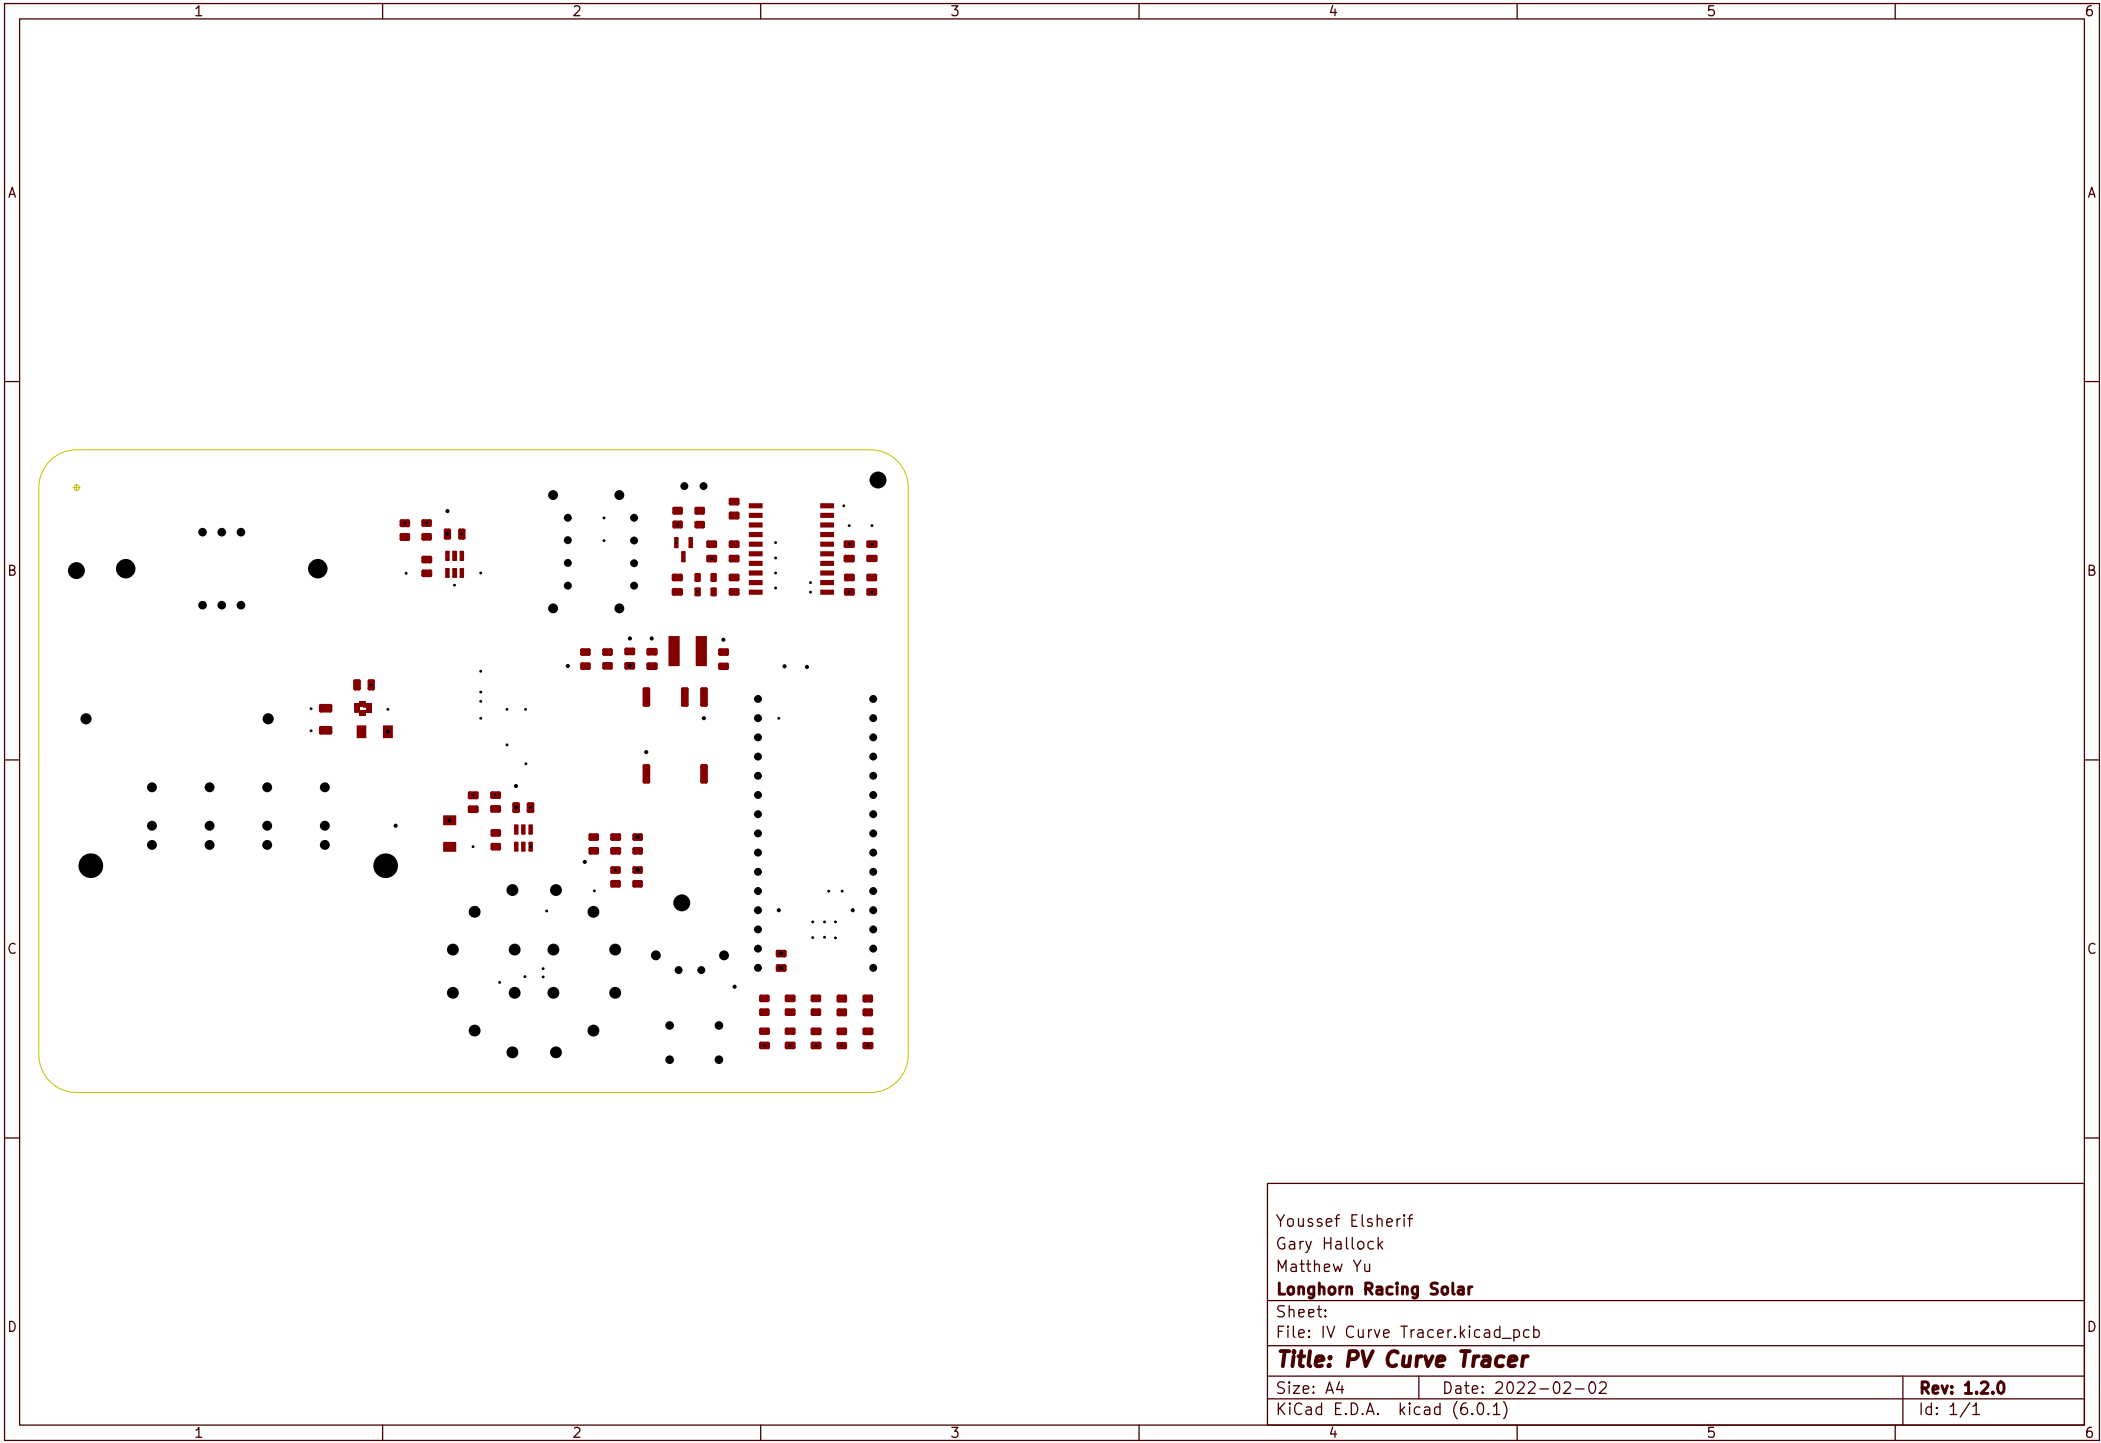 1 2 3 4 5 6
A A
B B
C C
D D
Youssef Elsherif
Gary Hallock
Matthew Yu
Longhorn Racing Solar
Sheet:
File: IV Curve Tracer.kicad_pcb
Title: PV Curve Tracer
Size: A4 Date: 2022-02-02 Rev: 1.2.0
KiCad E.D.A. kicad (6.0.1) Id: 1/1
1 2 3 4 5 6